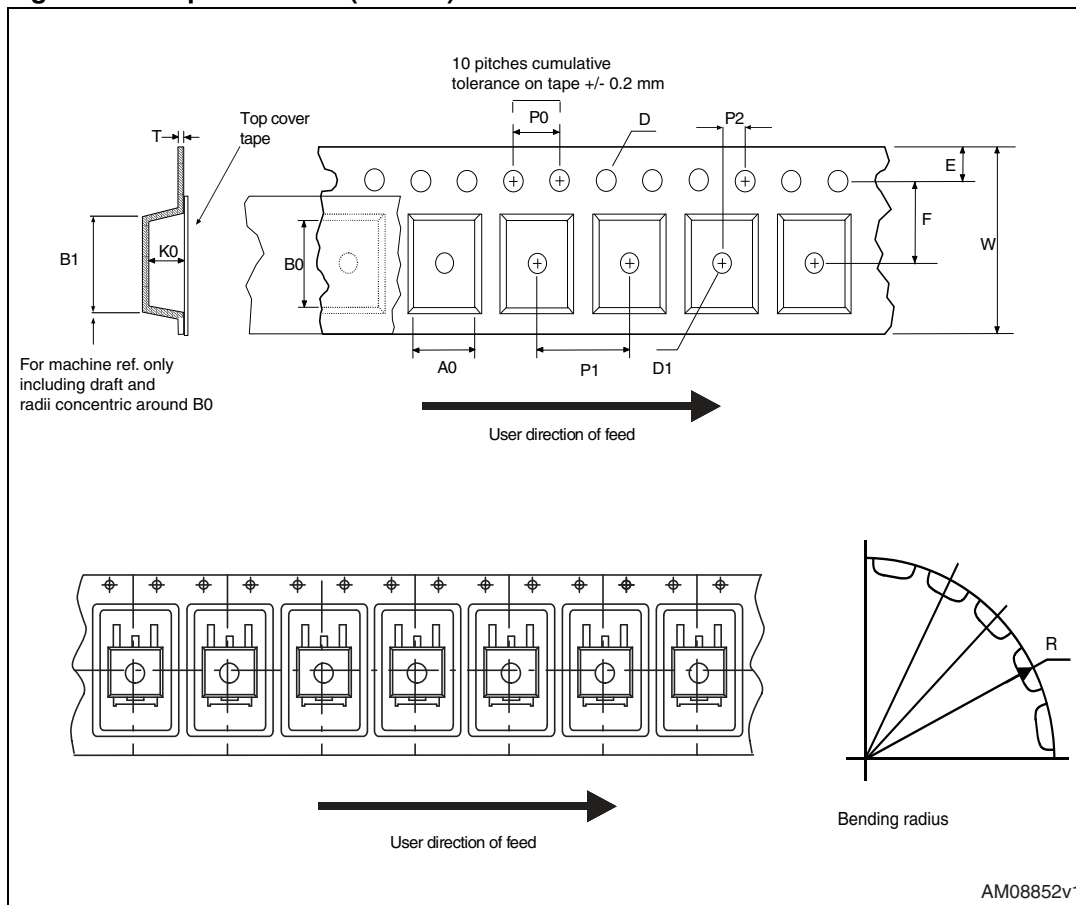 10 pitches cumulative
tolerance on tape +/- 0.2 mm
P0
D
P2
T
Top cover
tape
E
F
W
B1
K0
B0
For machine ref. only
including draft and
radii concentric around B0
A0
P1
D1
User direction of feed
R
User direction of feed
Bending radius
AM08852v1